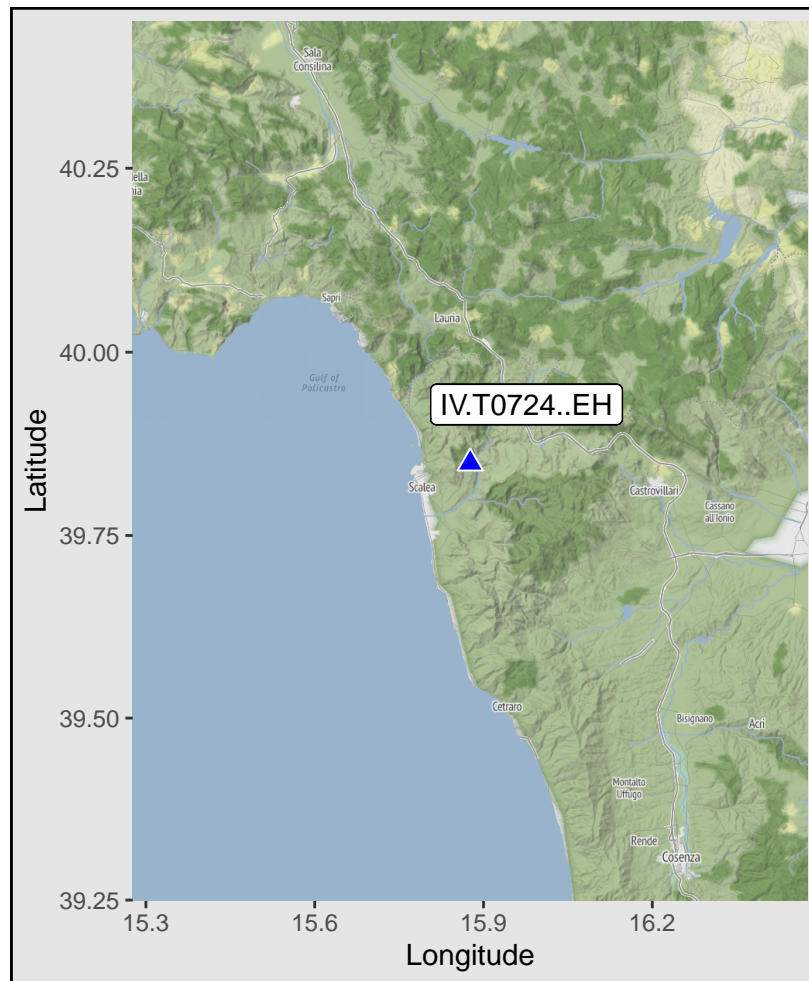 Sala
Consilina
40.25
ella
nia
Sapri
Lauria
40.00
Gulf of
Policastro
IV.T0724..EH
Latitude
Scalea
Castrovillari
Cassano
all'Ionio
39.75
Cetraro
Bisignano
Acri
39.50
Montalto
Uffugo
Rende
Cosenza
39.25
15.3
15.6
15.9
16.2
Longitude